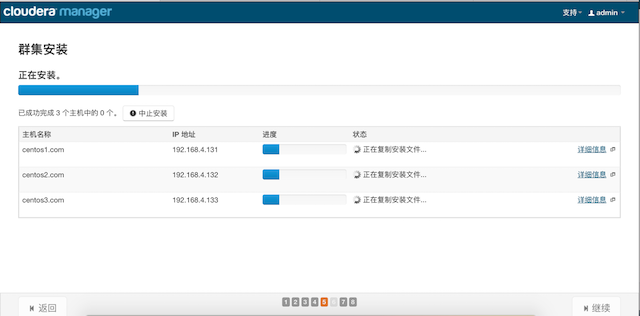 cloudera manager 支持 admin
群集安装
正在安装。
已成功完成 3 个主机中的 0 个。 中止安装
主机名称 IP 地址 进度 状态
centos1.com 192.168.4.131 正在复制安装文件... 详细信息
centos2.com 192.168.4.132 正在复制安装文件... 详细信息
centos3.com 192.168.4.133 正在复制安装文件... 详细信息
返回 1 2 3 4 5 7 8 继续